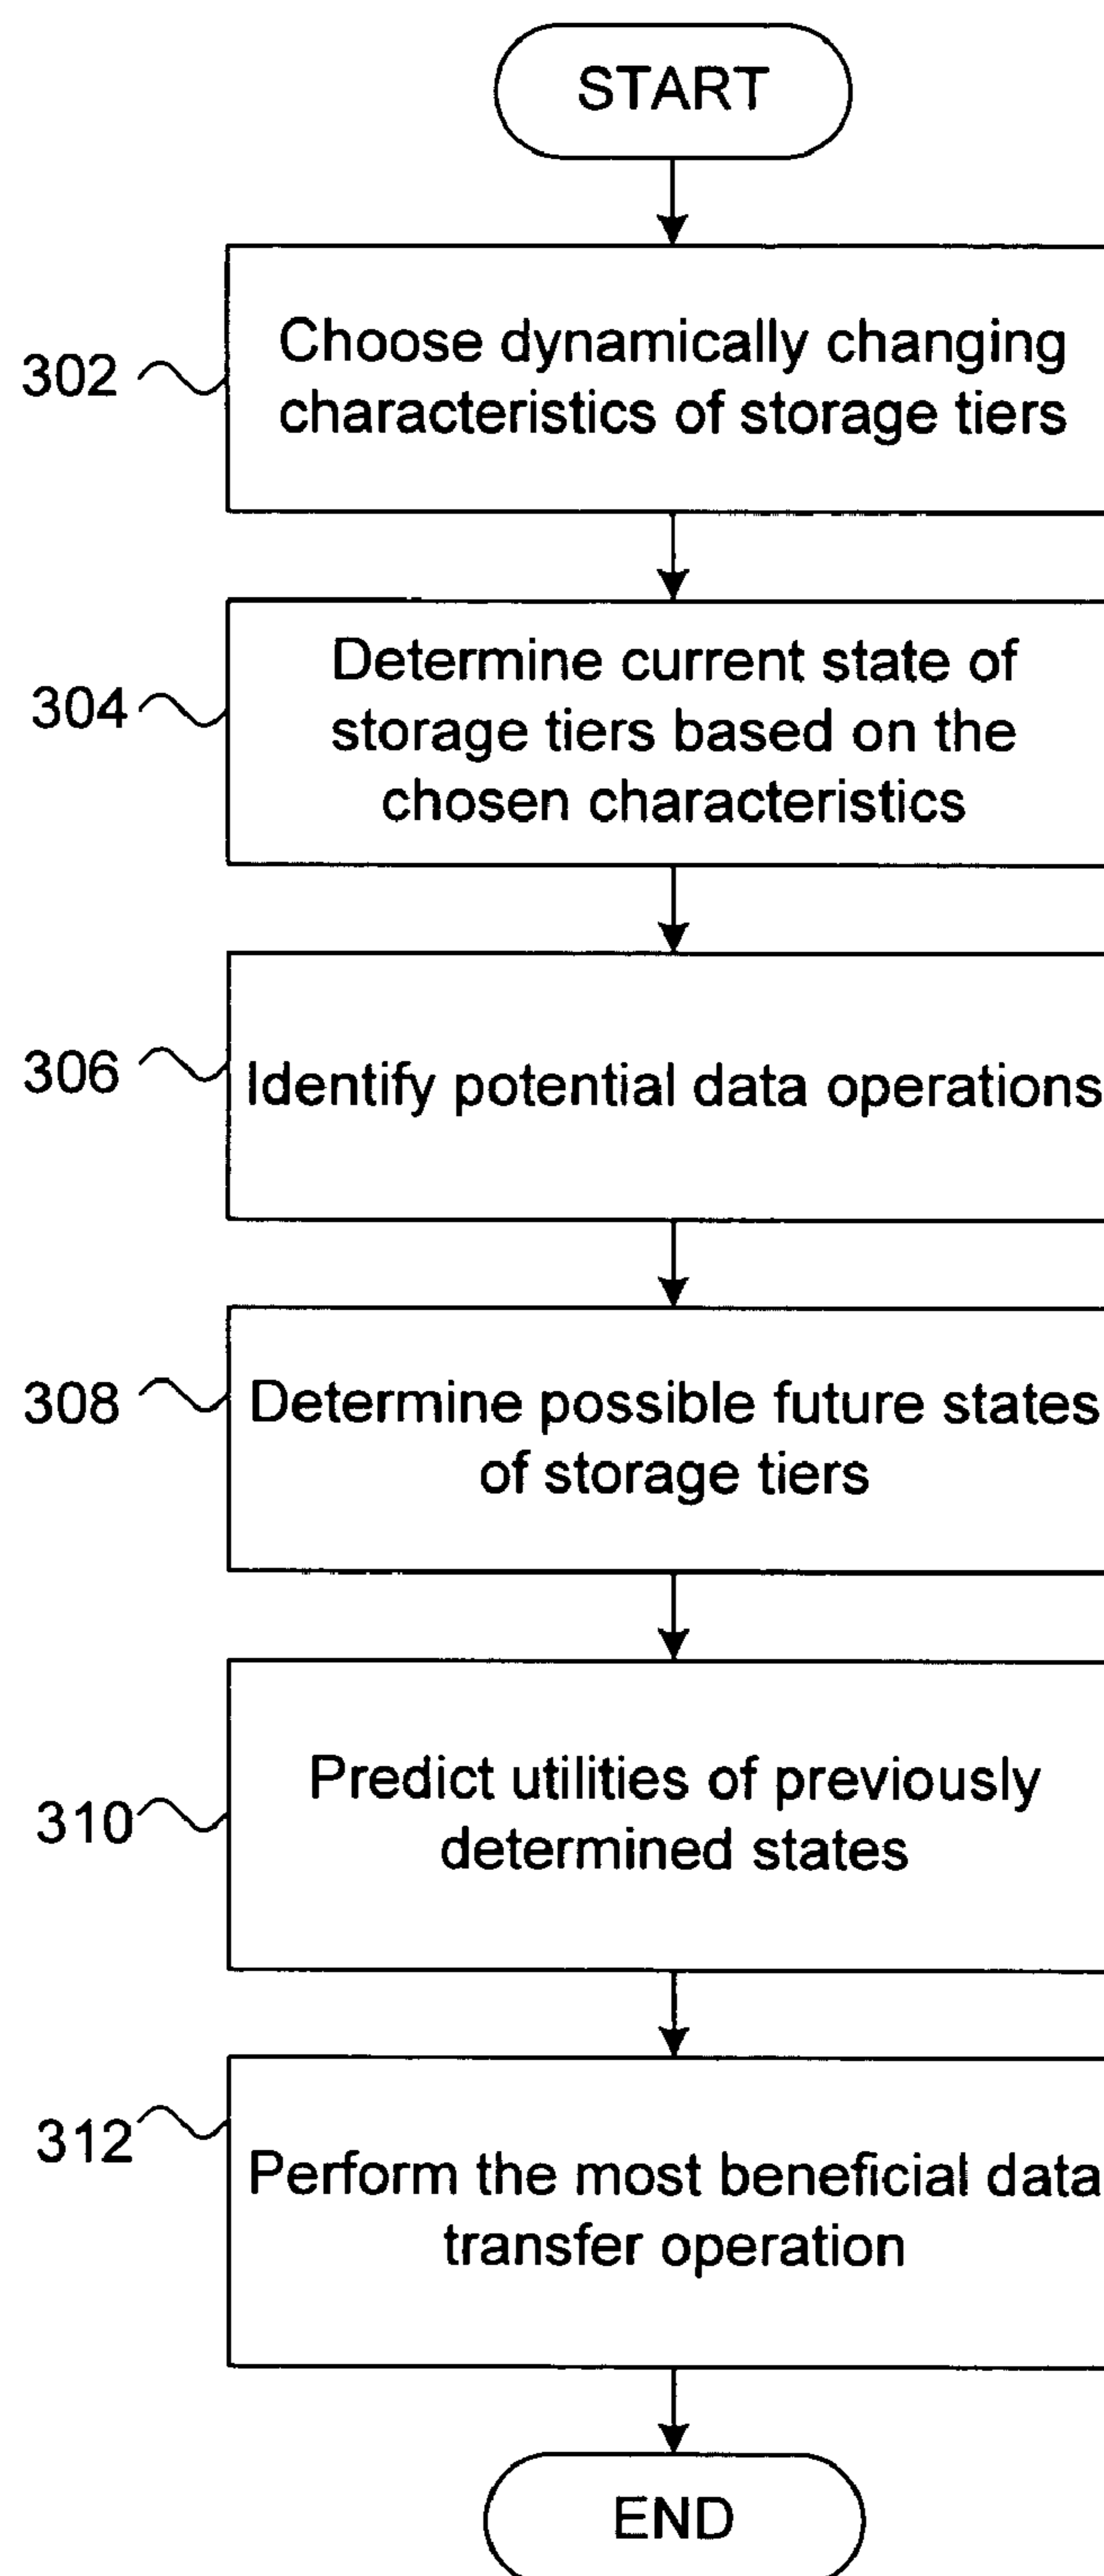 START
302
Choose dynamically changing
characteristics of storage tiers
304
Determine current state of
storage tiers based on the
chosen characteristics
306
Identify potential data operations
308
Determine possible future states
of storage tiers
310
Predict utilities of previously
determined states
312
Perform the most beneficial data
transfer operation
END